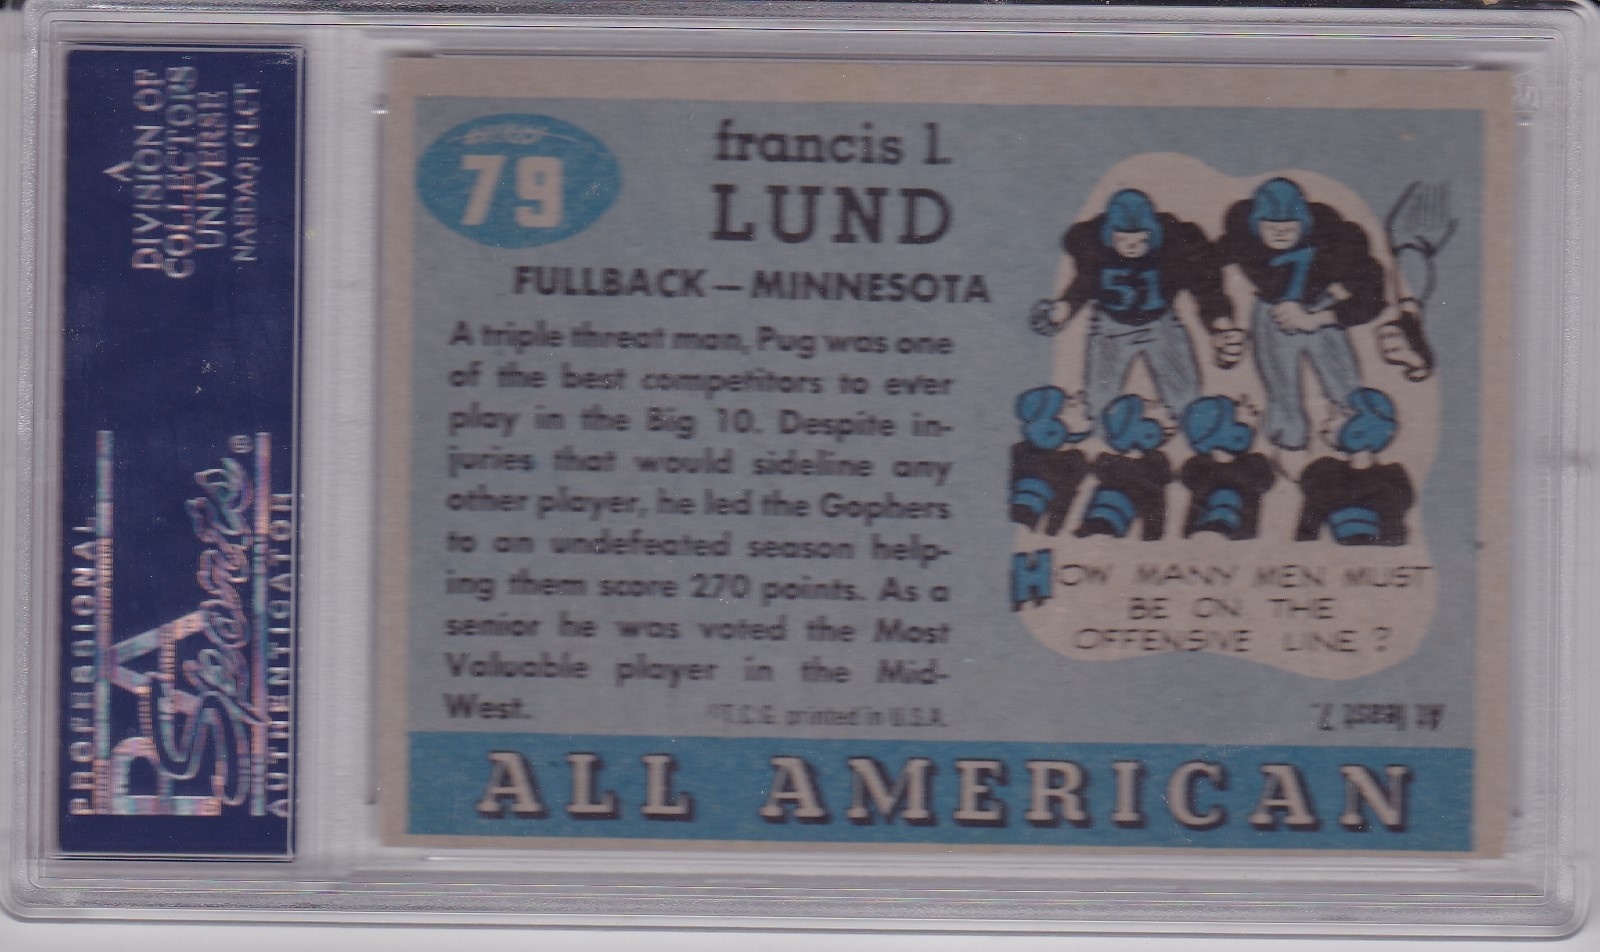 A
DIVISION OF
COLLECTORS
UNIVERSE
NASDAQ: CLCT
PROFESSIONAL
PSA
Sports
®
AUTHENTICATOR
79
francis l.
LUND
FULLBACK — MINNESOTA
A triple threat man, Pug was one
of the best competitors to ever
play in the Big 10. Despite in-
juries that would sideline any
other player, he led the Gophers
to an undefeated season help-
ing them score 270 points. As a
senior he was voted the Most
Valuable player in the Mid-
West.
©T.C.G. printed in U.S.A.
51
7
HOW MANY MEN MUST
BE ON THE
OFFENSIVE LINE?
At least 7.
ALL AMERICAN